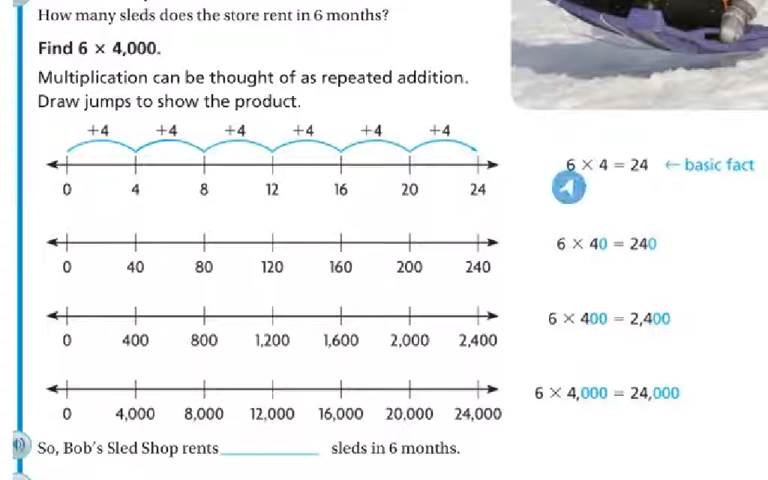 How many sleds does the store rent in 6 months?
Find 6 × 4,000.
Multiplication can be thought of as repeated addition.
Draw jumps to show the product.
+4 +4 +4 +4 +4 +4
0 4 8 12 16 20 24
6 × 4 = 24 ← basic fact
0 40 80 120 160 200 240
6 × 40 = 240
0 400 800 1,200 1,600 2,000 2,400
6 × 400 = 2,400
0 4,000 8,000 12,000 16,000 20,000 24,000
6 × 4,000 = 24,000
So, Bob's Sled Shop rents __________ sleds in 6 months.